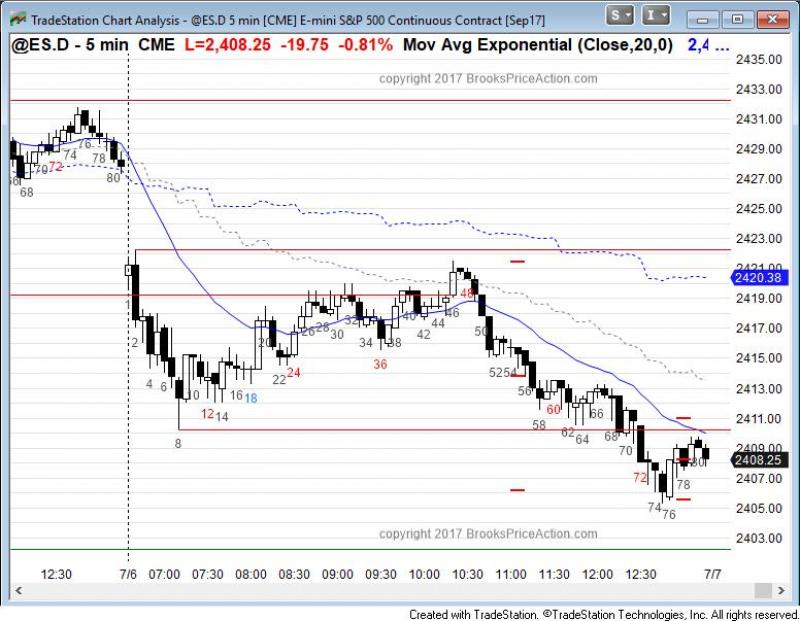 TradeStation Chart Analysis - @ES.D 5 min [CME] E-mini S&P 500 Continuous Contract [Sep17]
S I
@ES.D - 5 min CME L=2,408.25 -19.75 -0.81% Mov Avg Exponential (Close,20,0) 2,4 ...
copyright 2017 BrooksPriceAction.com
2435.00
2433.00
2431.00
2429.00
2427.00
2425.00
2423.00
2421.00
2420.38
2419.00
2417.00
2415.00
2413.00
2411.00
2409.00
2408.25
2407.00
2405.00
2403.00
68 70 72 74 76 78 80
2 4 6 8 10 12 14 16 18 20 22 24 26 28 30 32 34 36 38 40 42 44 46 48 50 52 54 56 58 60 62 64 66 68 70 72 74 76 78 80
copyright 2017 BrooksPriceAction.com
12:30 7/6 07:00 07:30 08:00 08:30 09:00 09:30 10:00 10:30 11:00 11:30 12:00 12:30 7/7
Created with TradeStation. ©TradeStation Technologies, Inc. All rights reserved.